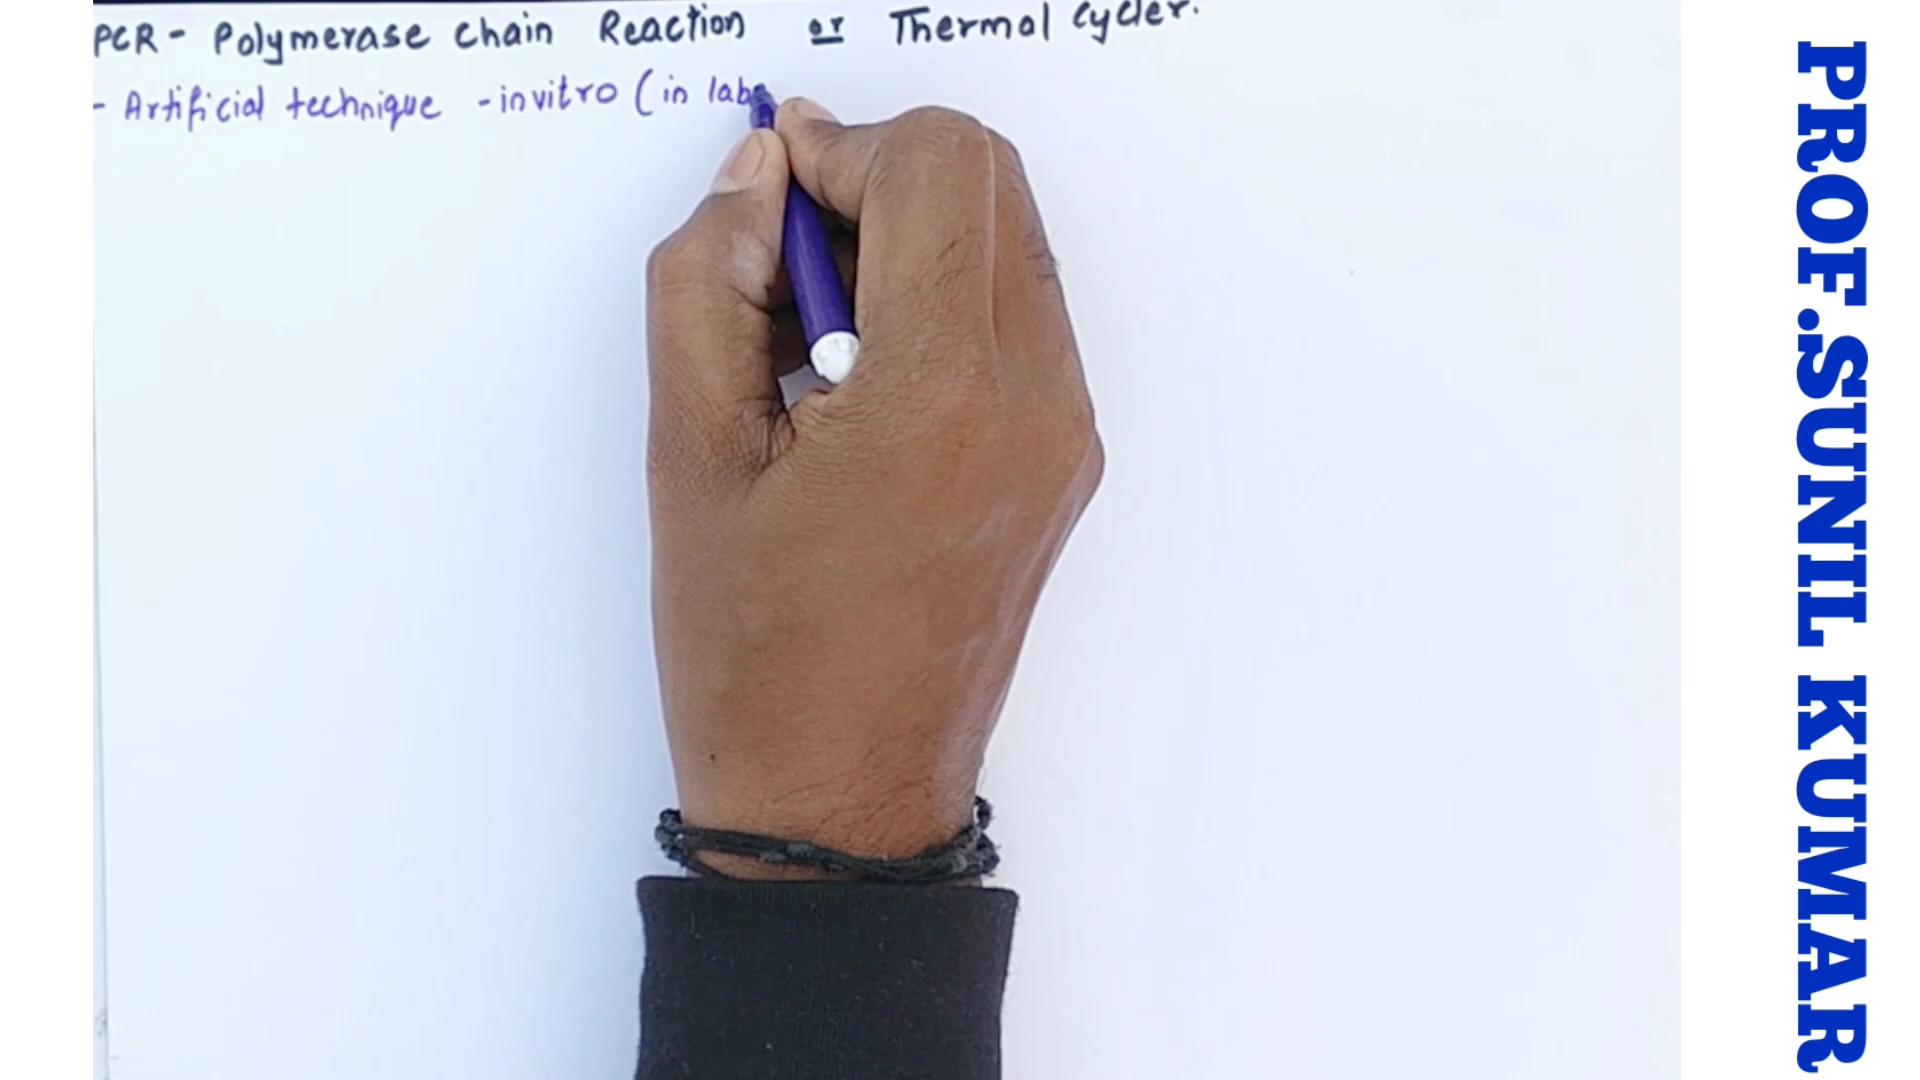 PCR - Polymerase Chain Reaction or Thermal Cycler.
- Artificial technique - invitro (in lab
PROF.SUNIL KUMAR